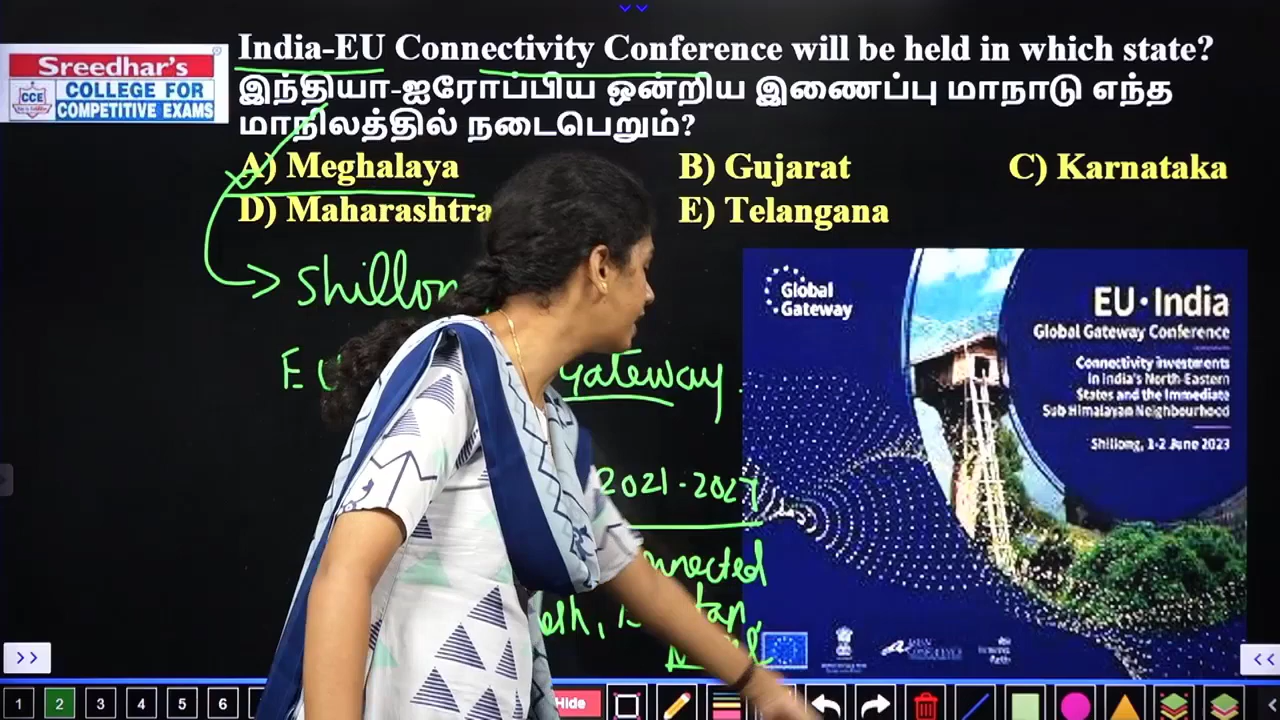 India-EU Connectivity Conference will be held in which state?
இந்தியா-ஐரோப்பிய ஒன்றிய இணைப்பு மாநாடு எந்த
மாநிலத்தில் நடைபெறும்?
Sreedhar's
CCE
COLLEGE FOR
COMPETITIVE EXAMS
A) Meghalaya
B) Gujarat
C) Karnataka
D) Maharashtra
E) Telangana
Global
Gateway
EU·India
Global Gateway Conference
Connectivity investments
in India's North-Eastern
States and the Immediate
Sub Himalayan Neighbourhood
Shillong, 1-2 June 2023
gateway
2021-2027
>>
<<
1 2 3 4 5 6
Hide